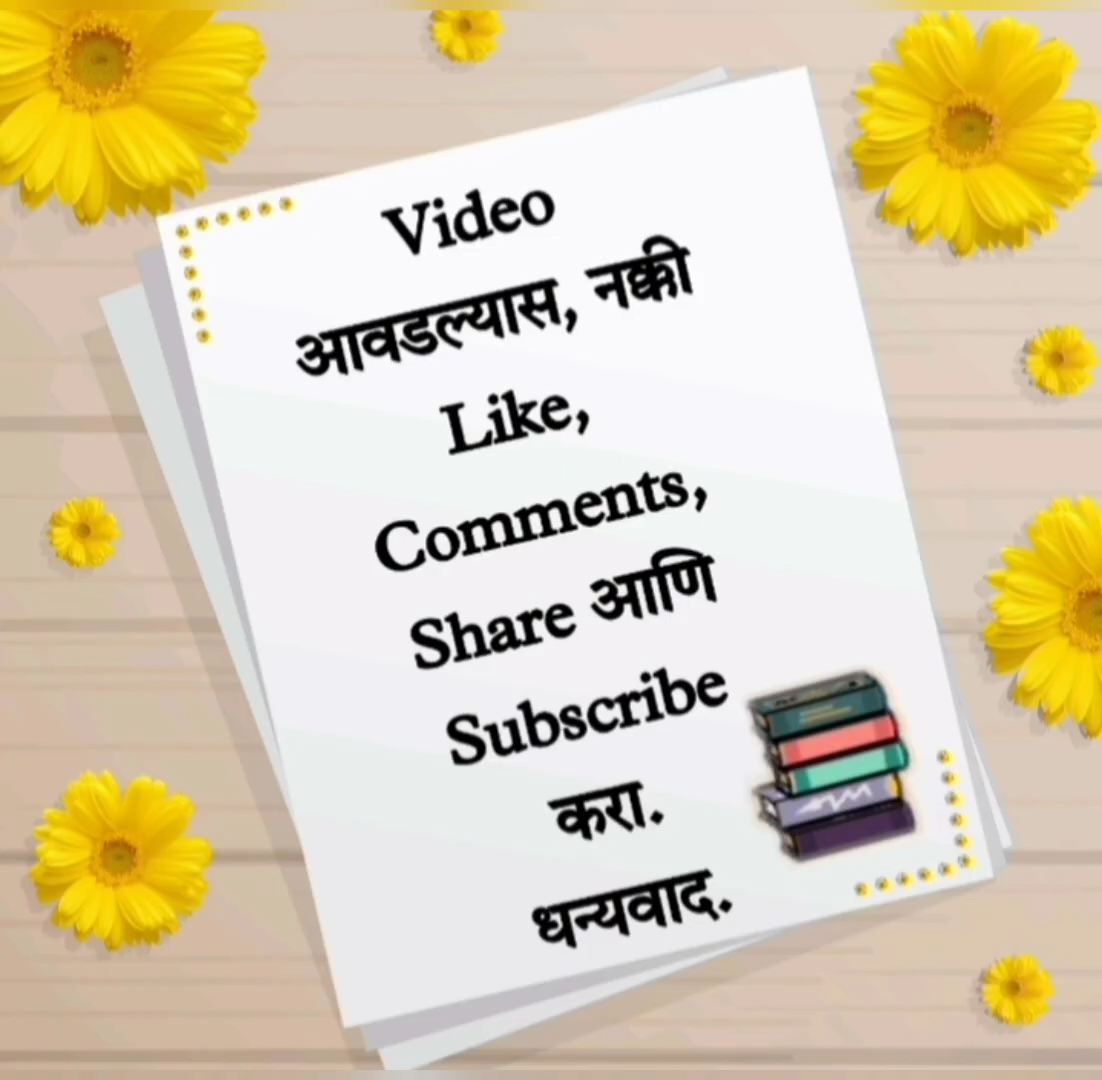 Video
आवडल्यास, नक्की
Like,
Comments,
Share आणि
Subscribe
करा.
धन्यवाद.